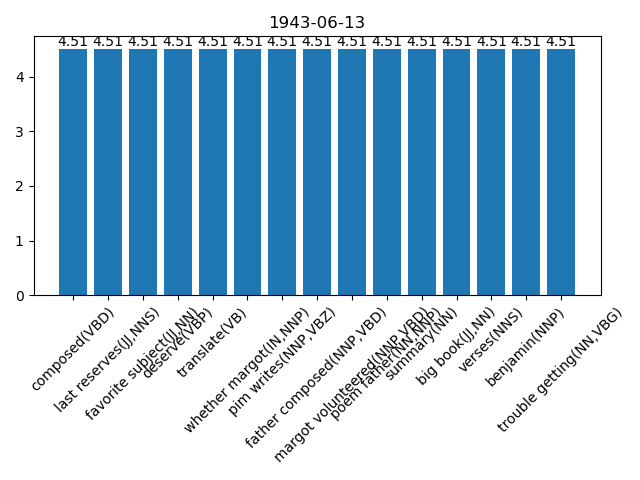 1943-06-13
4.51 4.51 4.51 4.51 4.51 4.51 4.51 4.51 4.51 4.51 4.51 4.51 4.51 4.51 4.51
4
3
2
1
0
composed(VBD)
last reserves(JJ,NNS)
favorite subject(JJ,NN)
deserve(VBP)
translate(VB)
whether margot(IN,NNP)
pim writes(NNP,VBZ)
father composed(NNP,VBD)
margot volunteered(NNP,VBD)
poem father(NN,NNP)
summary(NN)
big book(JJ,NN)
verses(NNS)
benjamin(NNP)
trouble getting(NN,VBG)